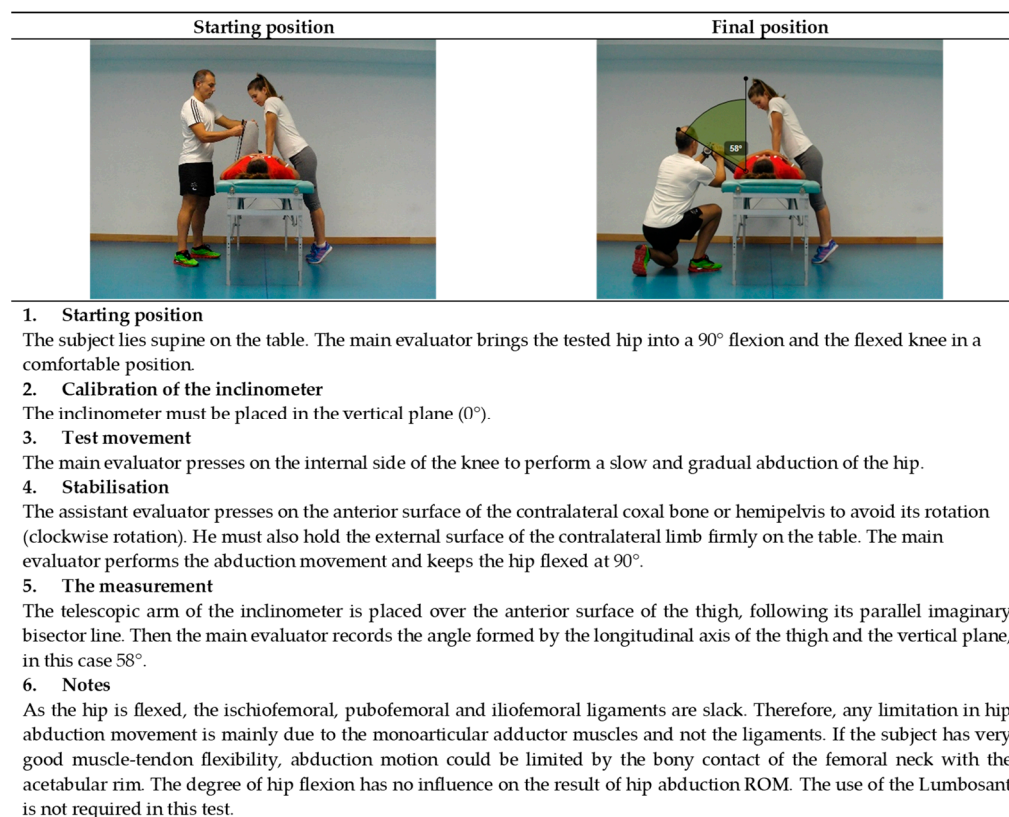 Starting position Final position
58°
1. Starting position
The subject lies supine on the table. The main evaluator brings the tested hip into a 90° flexion and the flexed knee in a
comfortable position.
2. Calibration of the inclinometer
The inclinometer must be placed in the vertical plane (0°).
3. Test movement
The main evaluator presses on the internal side of the knee to perform a slow and gradual abduction of the hip.
4. Stabilisation
The assistant evaluator presses on the anterior surface of the contralateral coxal bone or hemipelvis to avoid its rotation
(clockwise rotation). He must also hold the external surface of the contralateral limb firmly on the table. The main
evaluator performs the abduction movement and keeps the hip flexed at 90°.
5. The measurement
The telescopic arm of the inclinometer is placed over the anterior surface of the thigh, following its parallel imaginary
bisector line. Then the main evaluator records the angle formed by the longitudinal axis of the thigh and the vertical plane,
in this case 58°.
6. Notes
As the hip is flexed, the ischiofemoral, pubofemoral and iliofemoral ligaments are slack. Therefore, any limitation in hip
abduction movement is mainly due to the monoarticular adductor muscles and not the ligaments. If the subject has very
good muscle-tendon flexibility, abduction motion could be limited by the bony contact of the femoral neck with the
acetabular rim. The degree of hip flexion has no influence on the result of hip abduction ROM. The use of the Lumbosant
is not required in this test.